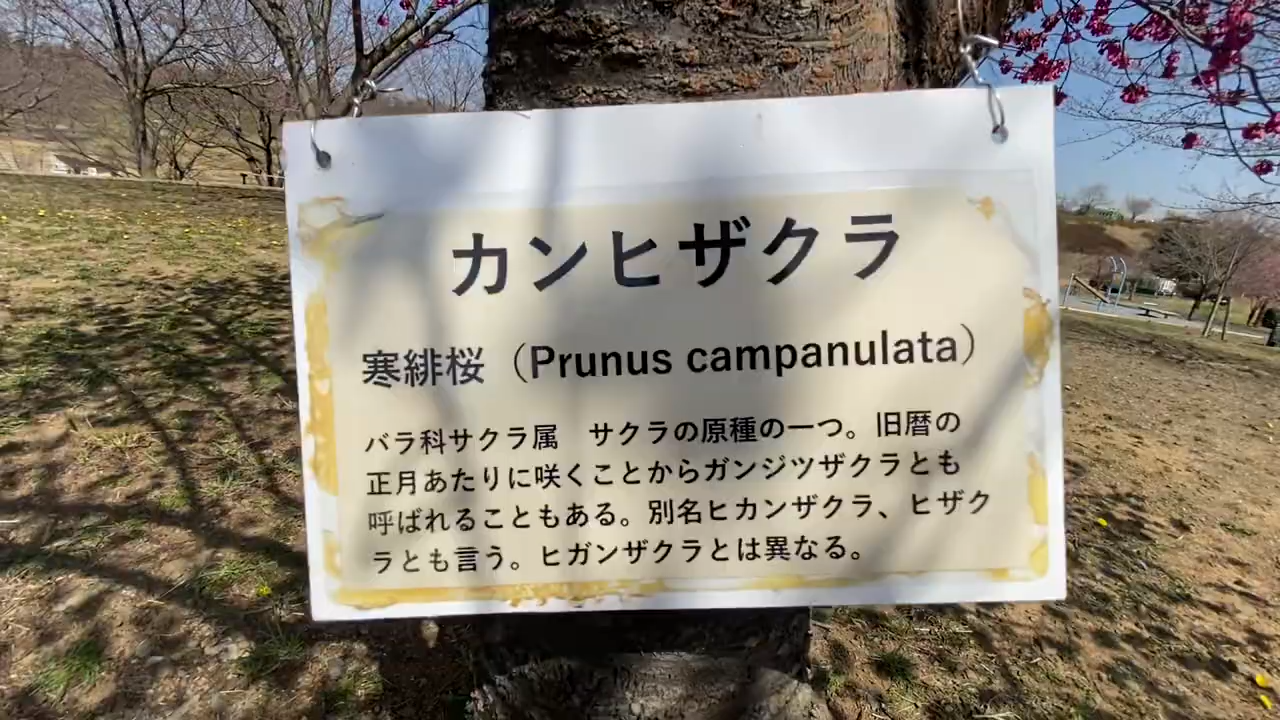 カンヒザクラ
寒緋桜（Prunus campanulata）
バラ科サクラ属　サクラの原種の一つ。旧暦の
正月あたりに咲くことからガンジツザクラとも
呼ばれることもある。別名ヒカンザクラ、ヒザク
ラとも言う。ヒガンザクラとは異なる。